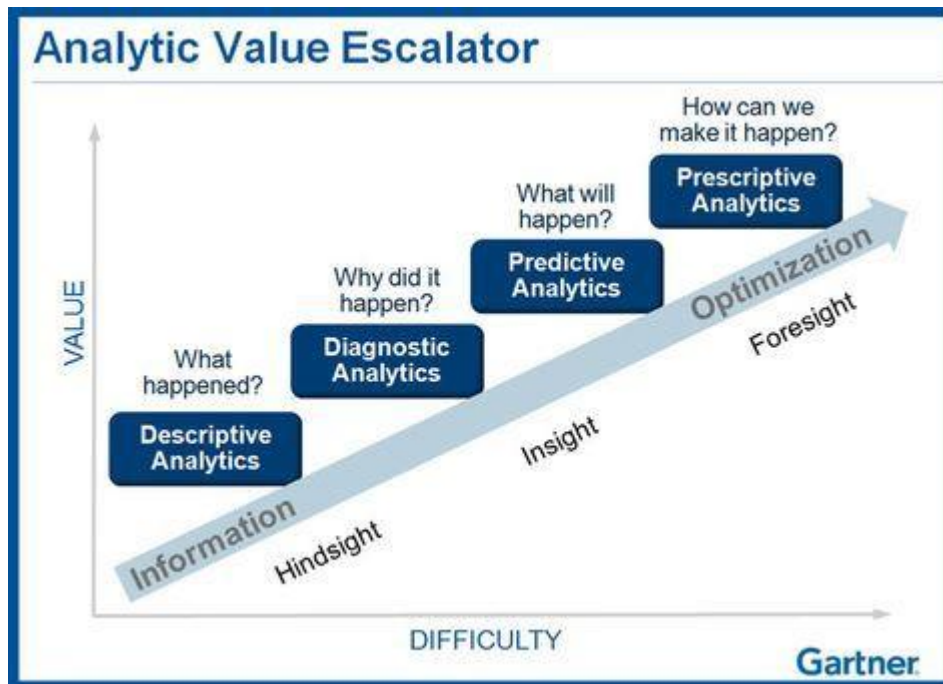 Analytic Value Escalator
How can we
make it happen?
Prescriptive
Analytics
What will
happen?
Predictive
Analytics
Why did it
happen?
Diagnostic
Analytics
What
happened?
Descriptive
Analytics
VALUE
Information
Optimization
Hindsight
Insight
Foresight
DIFFICULTY
Gartner